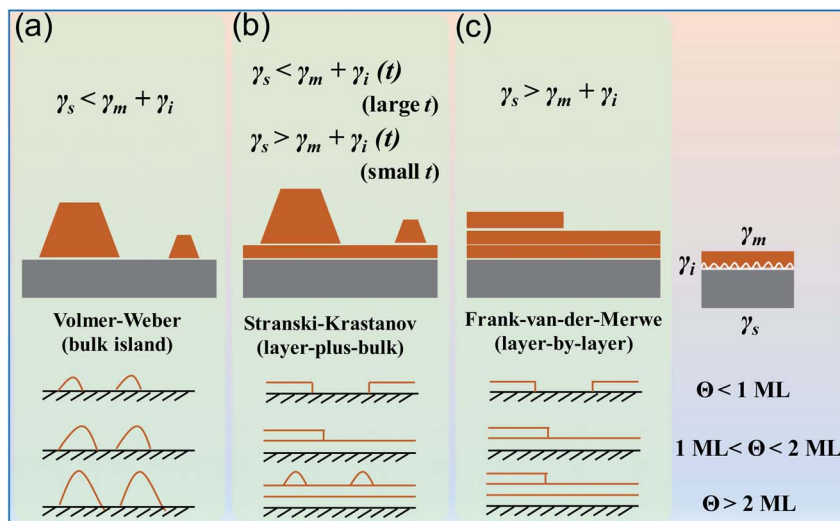 (a)
γs < γm + γi
Volmer-Weber
(bulk island)
(b)
γs < γm + γi (t)
(large t)
γs > γm + γi (t)
(small t)
Stranski-Krastanov
(layer-plus-bulk)
(c)
γs > γm + γi
Frank-van-der-Merwe
(layer-by-layer)
γm
γi
γs
Θ < 1 ML
1 ML< Θ < 2 ML
Θ > 2 ML